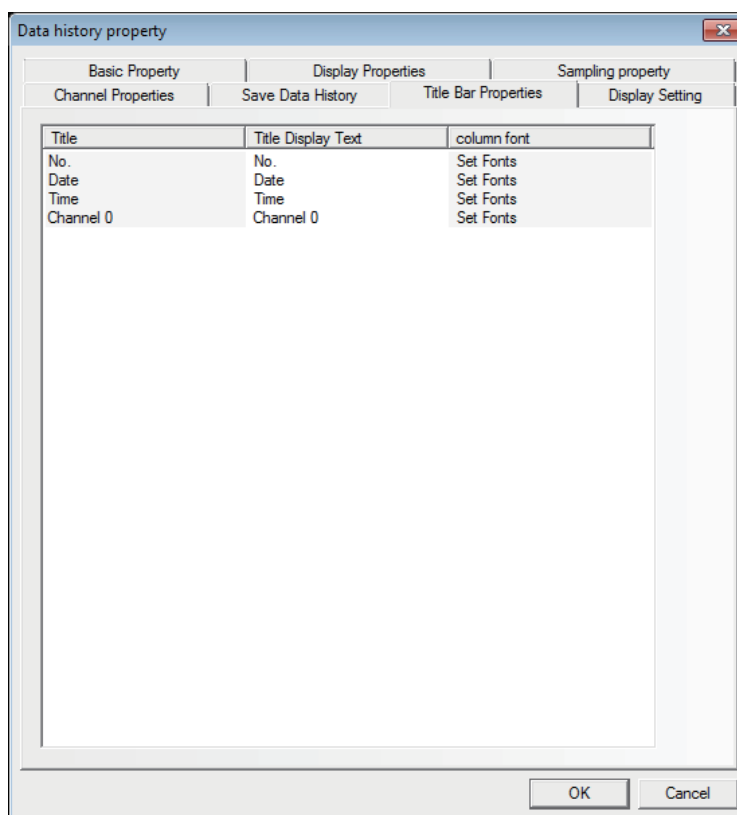 Data history property
Basic Property Display Properties Sampling property
Channel Properties Save Data History Title Bar Properties Display Setting
Title Title Display Text column font
No. No. Set Fonts
Date Date Set Fonts
Time Time Set Fonts
Channel 0 Channel 0 Set Fonts
OK Cancel